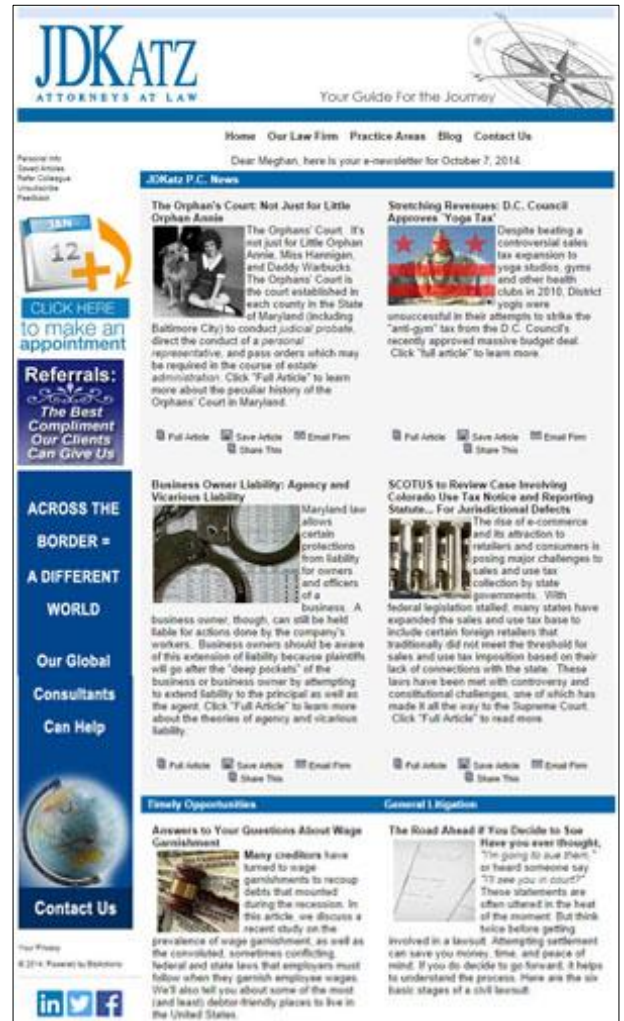 JDKATZ
ATTORNEYS AT LAW
Your Guide For the Journey
Home Our Law Firm Practice Areas Blog Contact Us
Dear Meghan, here is your e-newsletter for October 7, 2014.
Personal Info
Saved Articles
Refer Colleague
Unsubscribe
Feedback
JAN
12
CLICK HERE
to make an
appointment
Referrals:
The Best
Compliment
Our Clients
Can Give Us
ACROSS THE
BORDER =
A DIFFERENT
WORLD
Our Global
Consultants
Can Help
Contact Us
Your Privacy
© 2014, Powered by
JDKatz P.C. News
The Orphan's Court: Not Just for Little
Orphan Annie
The Orphans' Court. It's
not just for Little Orphan
Annie, Miss Hannigan,
and Daddy Warbucks.
The Orphans' Court is
the court established in
each county in the State
of Maryland (including
Baltimore City) to conduct judicial probate,
direct the conduct of a personal
representative, and pass orders which may
be required in the course of estate
administration. Click "Full Article" to learn
more about the peculiar history of the
Orphans' Court in Maryland.
Full Article Save Article Email Firm
Share This
Stretching Revenues: D.C. Council
Approves 'Yoga Tax'
Despite beating a
controversial sales
tax expansion to
yoga studios, gyms
and other health
clubs in 2010, District
yogis were
unsuccessful in their attempts to strike the
"anti-gym" tax from the D.C. Council's
recently approved massive budget deal.
Click "full article" to learn more.
Full Article Save Article Email Firm
Share This
Business Owner Liability: Agency and
Vicarious Liability
Maryland law
allows
certain
protections
from liability
for owners
and officers
of a
business. A
business owner, though, can still be held
liable for actions done by the company's
workers. Business owners should be aware
of this extension of liability because plaintiffs
will go after the "deep pockets" of the
business or business owner by attempting
to extend liability to the principal as well as
the agent. Click "Full Article" to learn more
about the theories of agency and vicarious
liability.
Full Article Save Article Email Firm
Share This
SCOTUS to Review Case Involving
Colorado Use Tax Notice and Reporting
Statute... For Jurisdictional Defects
The rise of e-commerce
and its attraction to
retailers and consumers is
posing major challenges to
sales and use tax
collection by state
governments. With
federal legislation stalled, many states have
expanded the sales and use tax base to
include certain foreign retailers that
traditionally did not meet the threshold for
sales and use tax imposition based on their
lack of connections with the state. These
laws have been met with controversy and
constitutional challenges, one of which has
made it all the way to the Supreme Court.
Click "Full Article" to read more.
Full Article Save Article Email Firm
Share This
Timely Opportunities
Answers to Your Questions About Wage
Garnishment
Many creditors have
turned to wage
garnishments to recoup
debts that mounted
during the recession. In
this article, we discuss a
recent study on the
prevalence of wage garnishment, as well as
the convoluted, sometimes conflicting,
federal and state laws that employers must
follow when they garnish employee wages.
We'll also tell you about some of the most
(and least) debtor-friendly places to live in
the United States.
General Litigation
The Road Ahead if You Decide to Sue
Have you ever thought,
"I'm going to sue them,"
or heard someone say
"I'll see you in court?"
These statements are
often uttered in the heat
of the moment. But think
twice before getting
involved in a lawsuit. Attempting settlement
can save you money, time, and peace of
mind. If you do decide to go forward, it helps
to understand the process. Here are the six
basic stages of a civil lawsuit.